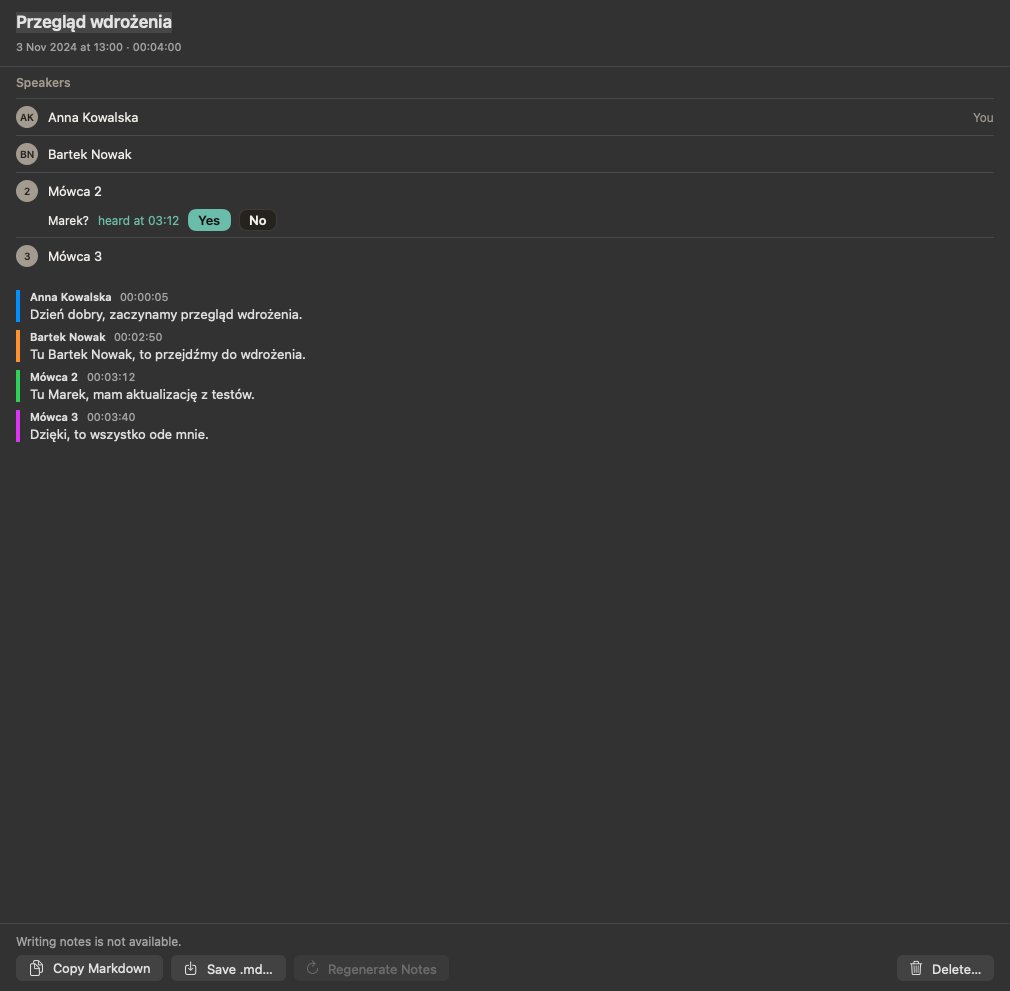 Przegląd wdrożenia
3 Nov 2024 at 13:00 · 00:04:00
Speakers
AK Anna Kowalska You
BN Bartek Nowak
2 Mówca 2
Marek? heard at 03:12 Yes No
3 Mówca 3
Anna Kowalska 00:00:05
Dzień dobry, zaczynamy przegląd wdrożenia.
Bartek Nowak 00:02:50
Tu Bartek Nowak, to przejdźmy do wdrożenia.
Mówca 2 00:03:12
Tu Marek, mam aktualizację z testów.
Mówca 3 00:03:40
Dzięki, to wszystko ode mnie.
Writing notes is not available.
Copy Markdown Save .md... Regenerate Notes Delete...